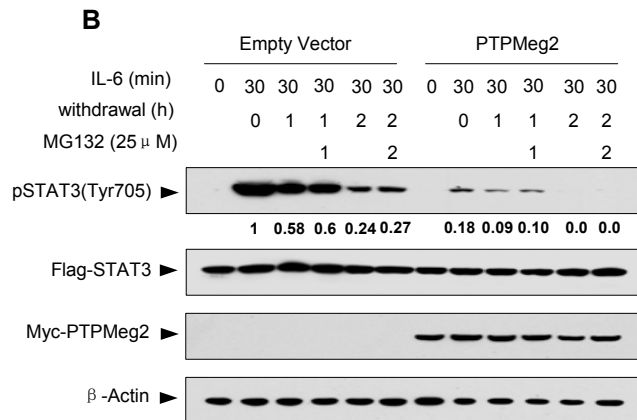 B
Empty Vector PTPMeg2
IL-6 (min) 0 30 30 30 30 30 0 30 30 30 30 30
withdrawal (h) 0 1 1 2 2 0 1 1 2 2
MG132 (25 μM) 1 2 1 2
pSTAT3(Tyr705) ►
1 0.58 0.6 0.24 0.27 0.18 0.09 0.10 0.0 0.0
Flag-STAT3 ►
Myc-PTPMeg2 ►
β-Actin ►